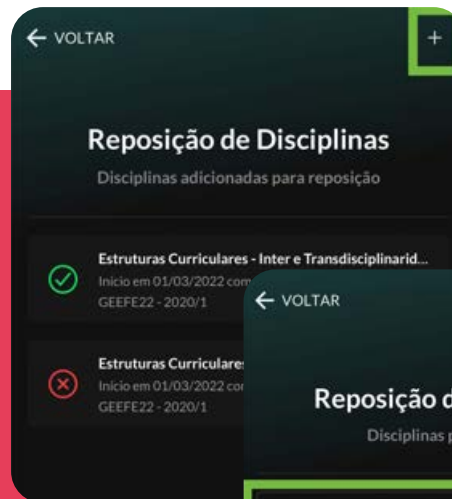 ← VOLTAR
+
Reposição de Disciplinas
Disciplinas adicionadas para reposição
Estruturas Curriculares - Inter e Transdisciplinarid...
Início em 01/03/2022 com
GEEFE22 - 2020/1
Estruturas Curriculares
Início em 01/03/2022 com
GEEFE22 - 2020/1
← VOLTAR
Reposição d
Disciplinas p